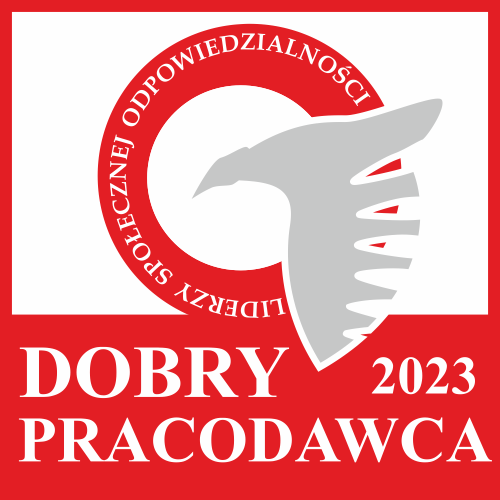 LIDERZY SPOŁECZNEJ ODPOWIEDZIALNOŚCI
DOBRY 2023
PRACODAWCA